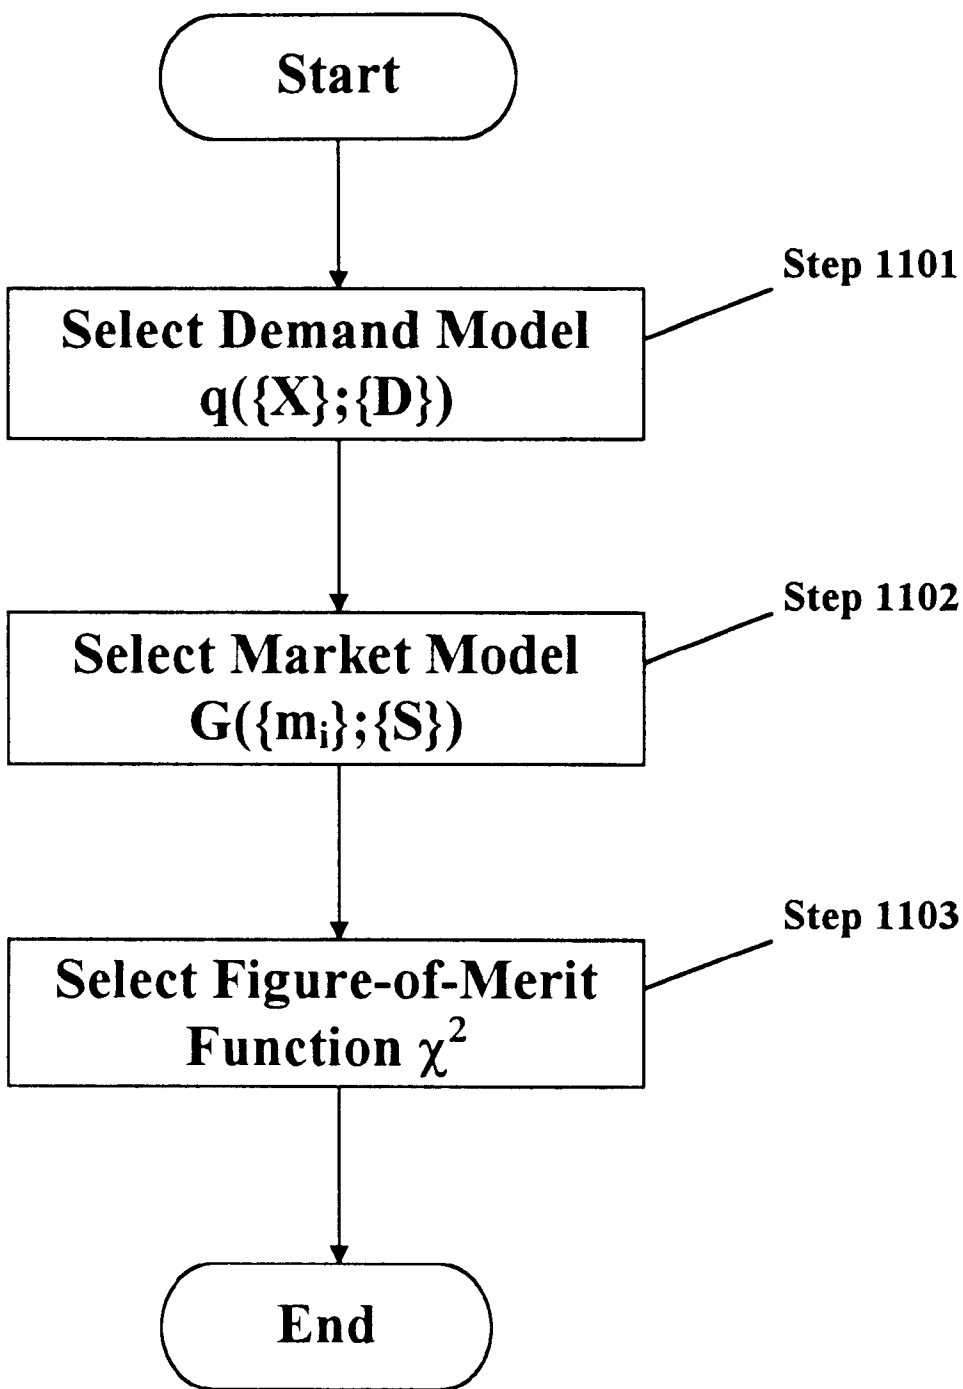 Start
Step 1101
Select Demand Model
q({X};{D})
Step 1102
Select Market Model
G({mᵢ};{S})
Step 1103
Select Figure-of-Merit
Function χ²
End